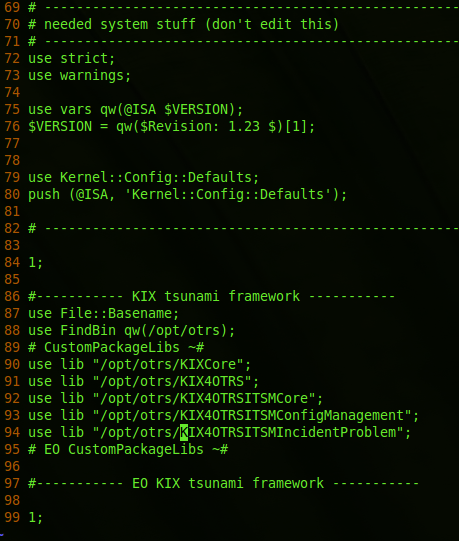 69 # ----------------------------------------------------
70 # needed system stuff (don't edit this)
71 # ----------------------------------------------------
72 use strict;
73 use warnings;
74
75 use vars qw(@ISA $VERSION);
76 $VERSION = qw($Revision: 1.23 $)[1];
77
78
79 use Kernel::Config::Defaults;
80 push (@ISA, 'Kernel::Config::Defaults');
81
82 # ----------------------------------------------------
83
84 1;
85
86 #----------- KIX tsunami framework -----------
87 use File::Basename;
88 use FindBin qw(/opt/otrs);
89 # CustomPackageLibs ~#
90 use lib "/opt/otrs/KIXCore";
91 use lib "/opt/otrs/KIX4OTRS";
92 use lib "/opt/otrs/KIX4OTRSITSMCore";
93 use lib "/opt/otrs/KIX4OTRSITSMConfigManagement";
94 use lib "/opt/otrs/KIX4OTRSITSMIncidentProblem";
95 # EO CustomPackageLibs ~#
96
97 #----------- EO KIX tsunami framework -----------
98
99 1;